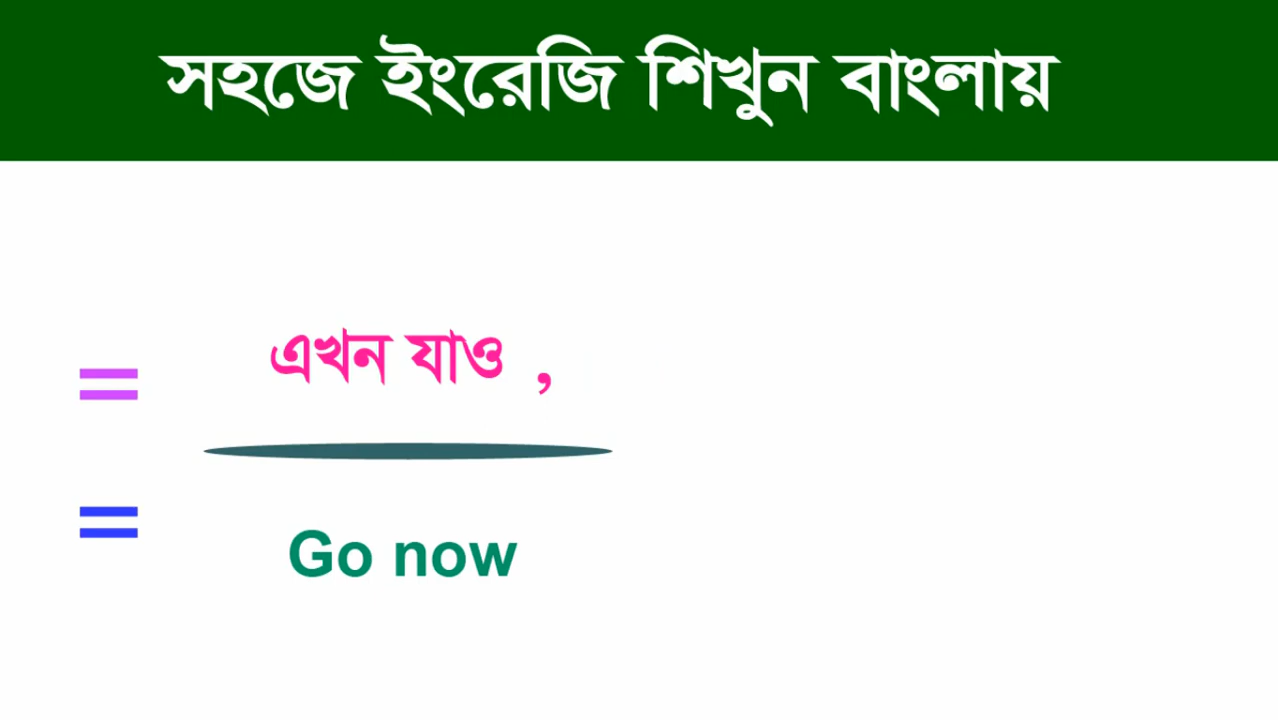 সহজে ইংরেজি শিখুন বাংলায়
= এখন যাও ,
= Go now